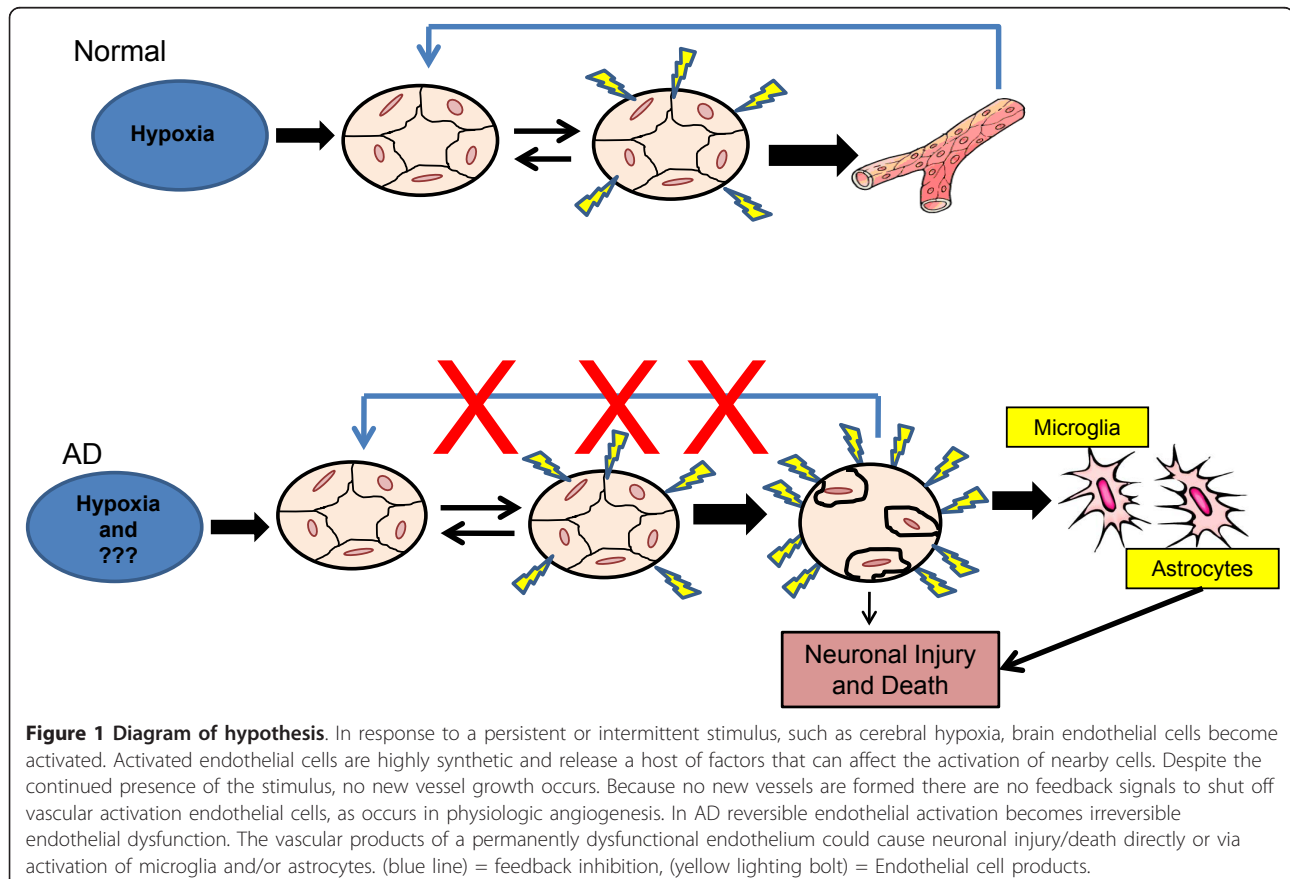 Normal
Hypoxia
AD
Hypoxia
and
???
Microglia
Astrocytes
Neuronal Injury
and Death
Figure 1 Diagram of hypothesis. In response to a persistent or intermittent stimulus, such as cerebral hypoxia, brain endothelial cells become
activated. Activated endothelial cells are highly synthetic and release a host of factors that can affect the activation of nearby cells. Despite the
continued presence of the stimulus, no new vessel growth occurs. Because no new vessels are formed there are no feedback signals to shut off
vascular activation endothelial cells, as occurs in physiologic angiogenesis. In AD reversible endothelial activation becomes irreversible
endothelial dysfunction. The vascular products of a permanently dysfunctional endothelium could cause neuronal injury/death directly or via
activation of microglia and/or astrocytes. (blue line) = feedback inhibition, (yellow lighting bolt) = Endothelial cell products.